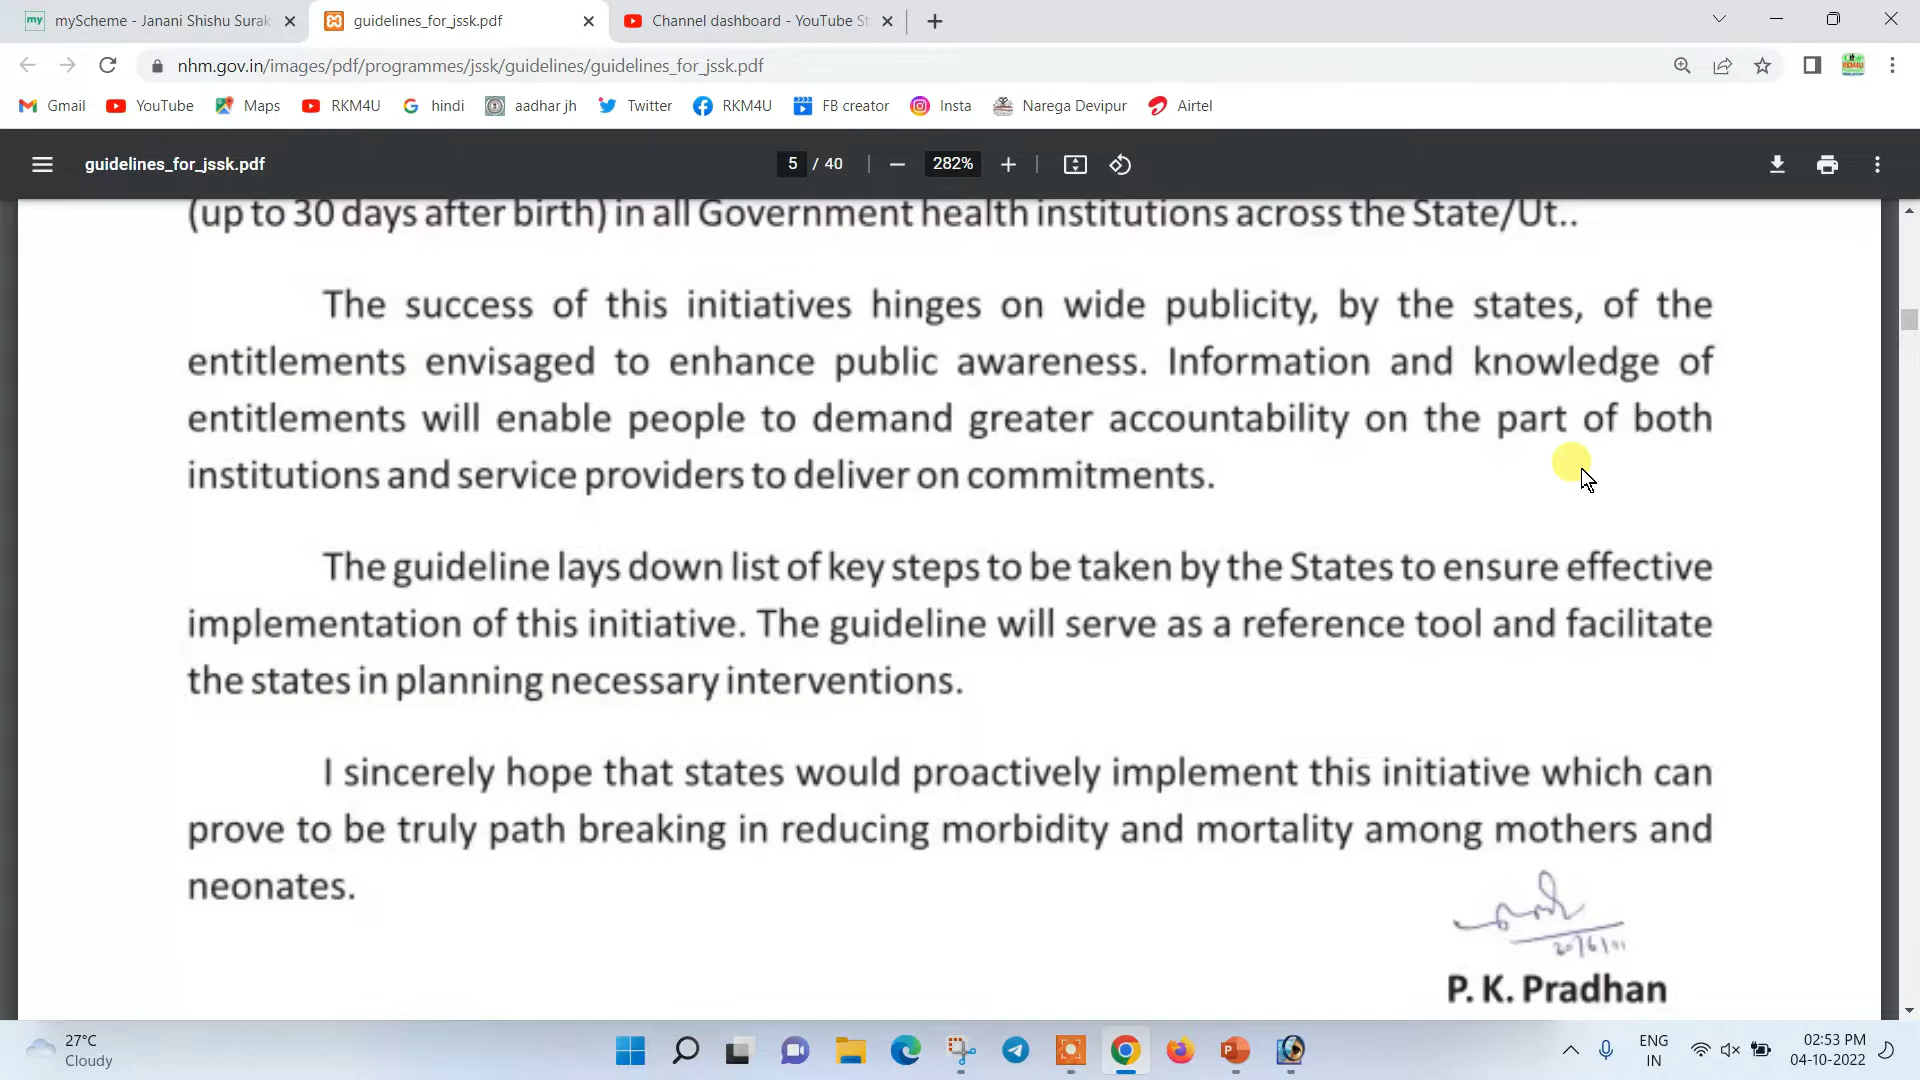 my myScheme - Janani Shishu Surak
guidelines_for_jssk.pdf
Channel dashboard - YouTube St
nhm.gov.in/images/pdf/programmes/jssk/guidelines/guidelines_for_jssk.pdf
Gmail YouTube Maps RKM4U hindi aadhar jh Twitter RKM4U FB creator Insta Narega Devipur Airtel
guidelines_for_jssk.pdf 5 / 40 282%
(up to 30 days after birth) in all Government health institutions across the State/Ut..
The success of this initiatives hinges on wide publicity, by the states, of the
entitlements envisaged to enhance public awareness. Information and knowledge of
entitlements will enable people to demand greater accountability on the part of both
institutions and service providers to deliver on commitments.
The guideline lays down list of key steps to be taken by the States to ensure effective
implementation of this initiative. The guideline will serve as a reference tool and facilitate
the states in planning necessary interventions.
I sincerely hope that states would proactively implement this initiative which can
prove to be truly path breaking in reducing morbidity and mortality among mothers and
neonates.
20/6/11
P. K. Pradhan
27°C
Cloudy
ENG
IN
02:53 PM
04-10-2022